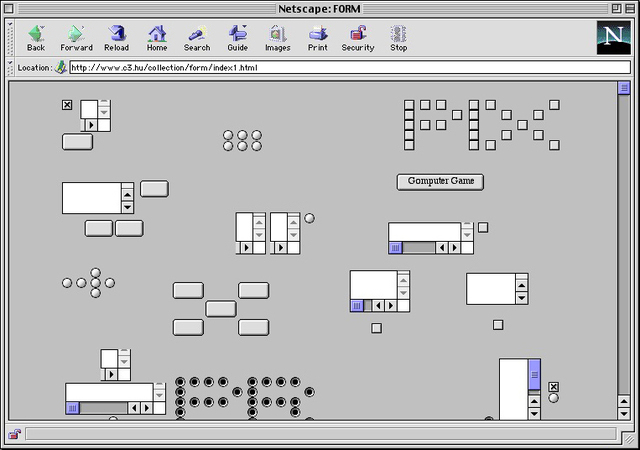 Netscape: FORM
Back Forward Reload Home Search Guide Images Print Security Stop
N
Location: http://www.c3.hu/collection/form/index1.html
Gomputer Game